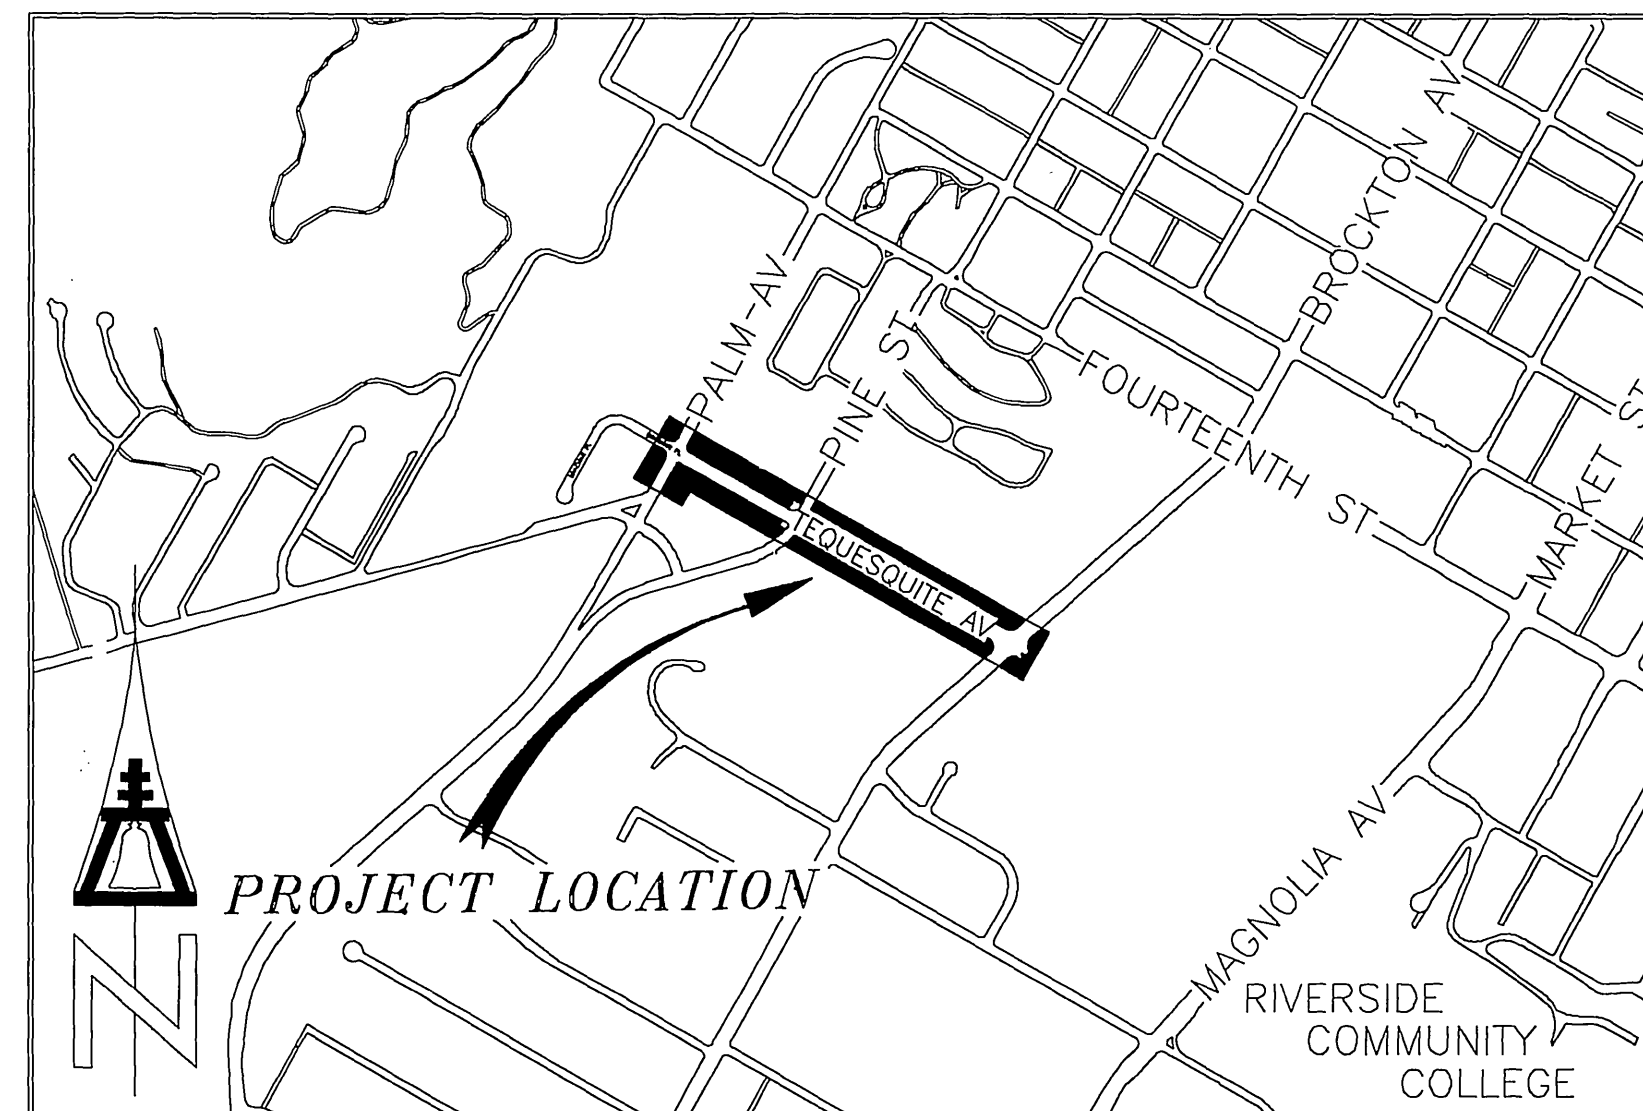 BROCKTON AV
PALM-AV
PINE ST
FOURTEENTH ST
MARKET ST
TEQUESQUITE AV
PROJECT LOCATION
MAGNOLIA AV
N
RIVERSIDE
COMMUNITY
COLLEGE